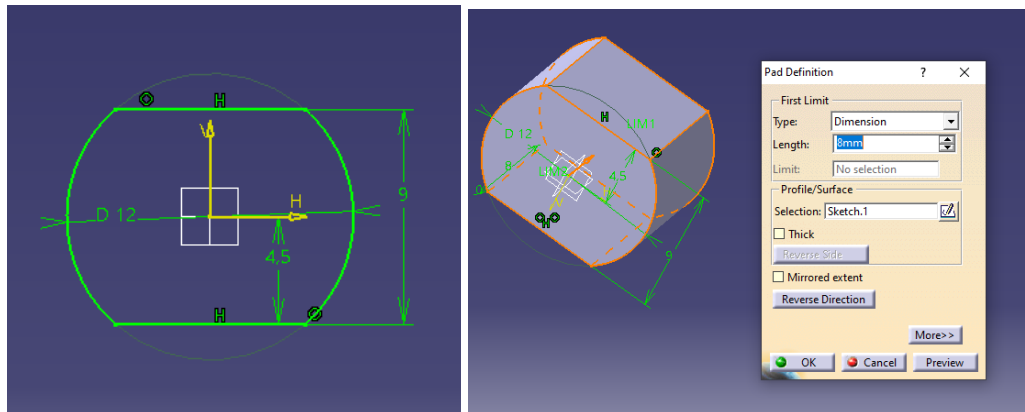 H
V
H
D 12
9
4,5
H
H
LIM1
D 12
8
4,5
9
H
Pad Definition
? ×
First Limit
Type: Dimension
Length: 8mm
Limit: No selection
Profile/Surface
Selection: Sketch.1
Thick
Reverse Side
Mirrored extent
Reverse Direction
More>>
OK Cancel Preview